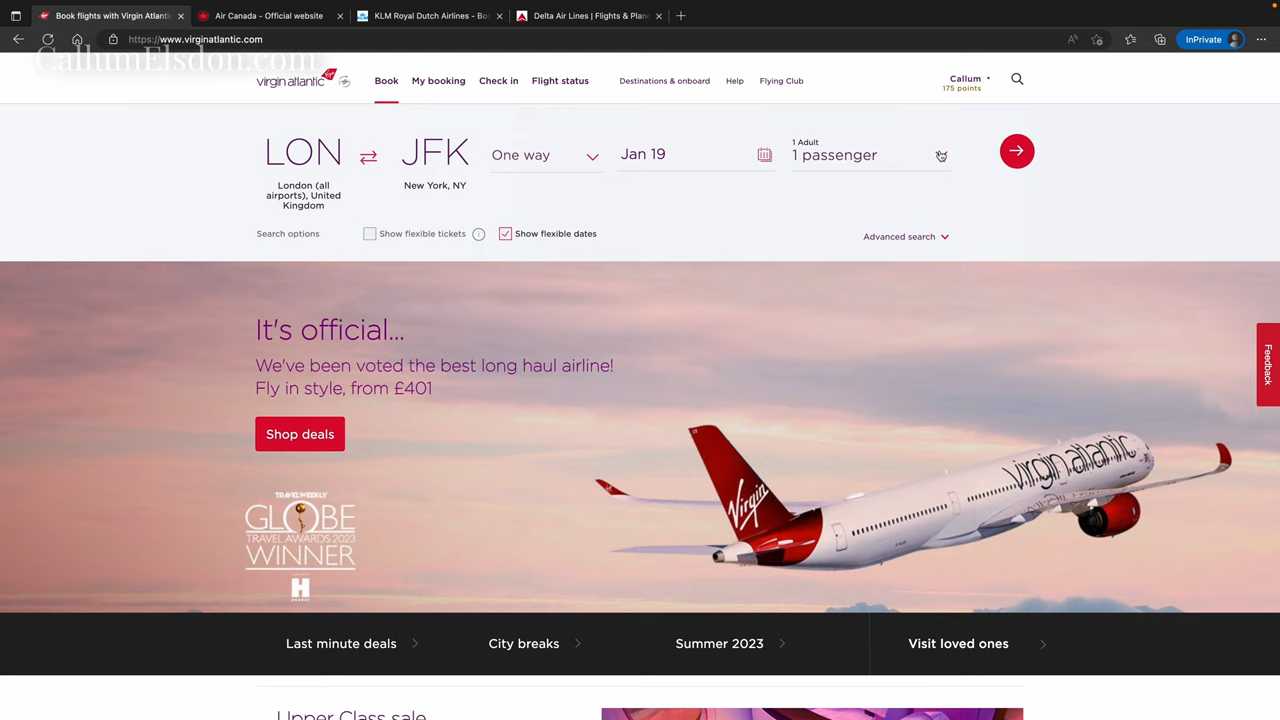 Book flights with Virgin Atlantic
Air Canada - Official website
KLM Royal Dutch Airlines - Bo
Delta Air Lines | Flights & Plane
https://www.virginatlantic.com
InPrivate
CallumElsdon.com
virgin atlantic
Book
My booking
Check in
Flight status
Destinations & onboard
Help
Flying Club
Callum
175 points
LON
JFK
One way
Jan 19
1 Adult
1 passenger
London (all
airports), United
Kingdom
New York, NY
Search options
Show flexible tickets
Show flexible dates
Advanced search
It's official...
We've been voted the best long haul airline!
Fly in style, from £401
Shop deals
Feedback
TRAVEL WEEKLY
GLOBE
TRAVEL AWARDS 2023
WINNER
virgin atlantic
Virgin
Last minute deals
City breaks
Summer 2023
Visit loved ones
Upper Class sale